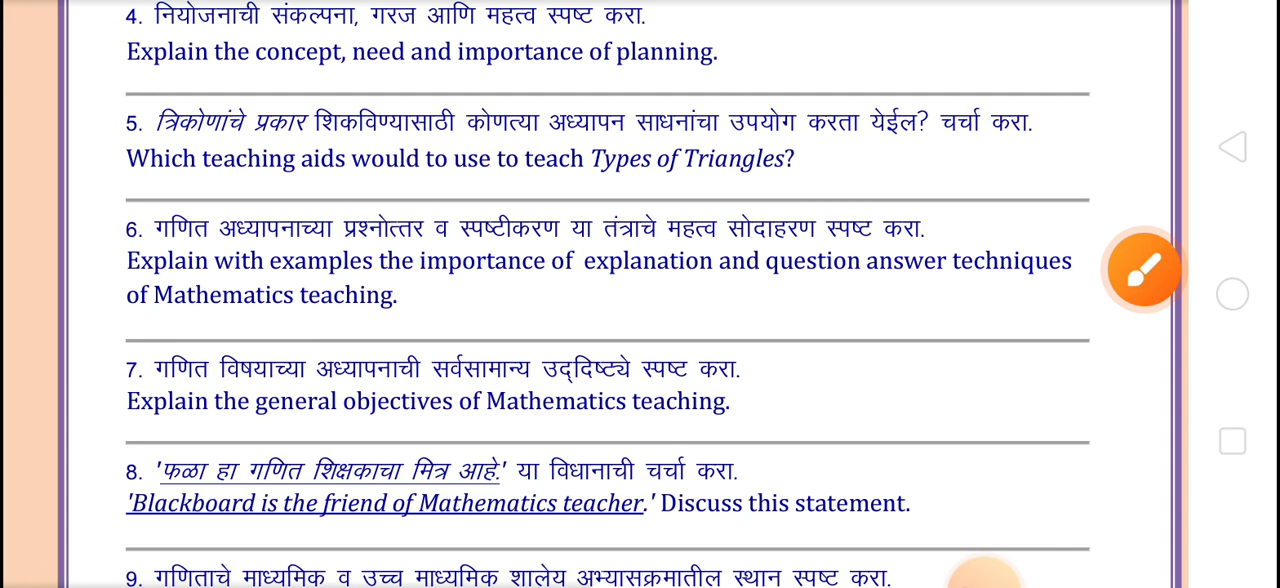 4. नियोजनाची संकल्पना, गरज आणि महत्व स्पष्ट करा.
Explain the concept, need and importance of planning.
5. त्रिकोणांचे प्रकार शिकविण्यासाठी कोणत्या अध्यापन साधनांचा उपयोग करता येईल? चर्चा करा.
Which teaching aids would to use to teach Types of Triangles?
6. गणित अध्यापनाच्या प्रश्नोत्तर व स्पष्टीकरण या तंत्राचे महत्व सोदाहरण स्पष्ट करा.
Explain with examples the importance of explanation and question answer techniques
of Mathematics teaching.
7. गणित विषयाच्या अध्यापनाची सर्वसामान्य उद्दिष्ट्ये स्पष्ट करा.
Explain the general objectives of Mathematics teaching.
8. 'फळा हा गणित शिक्षकाचा मित्र आहे.' या विधानाची चर्चा करा.
'Blackboard is the friend of Mathematics teacher.' Discuss this statement.
9. गणिताचे माध्यमिक व उच्च माध्यमिक शालेय अभ्यासक्रमातील स्थान स्पष्ट करा.